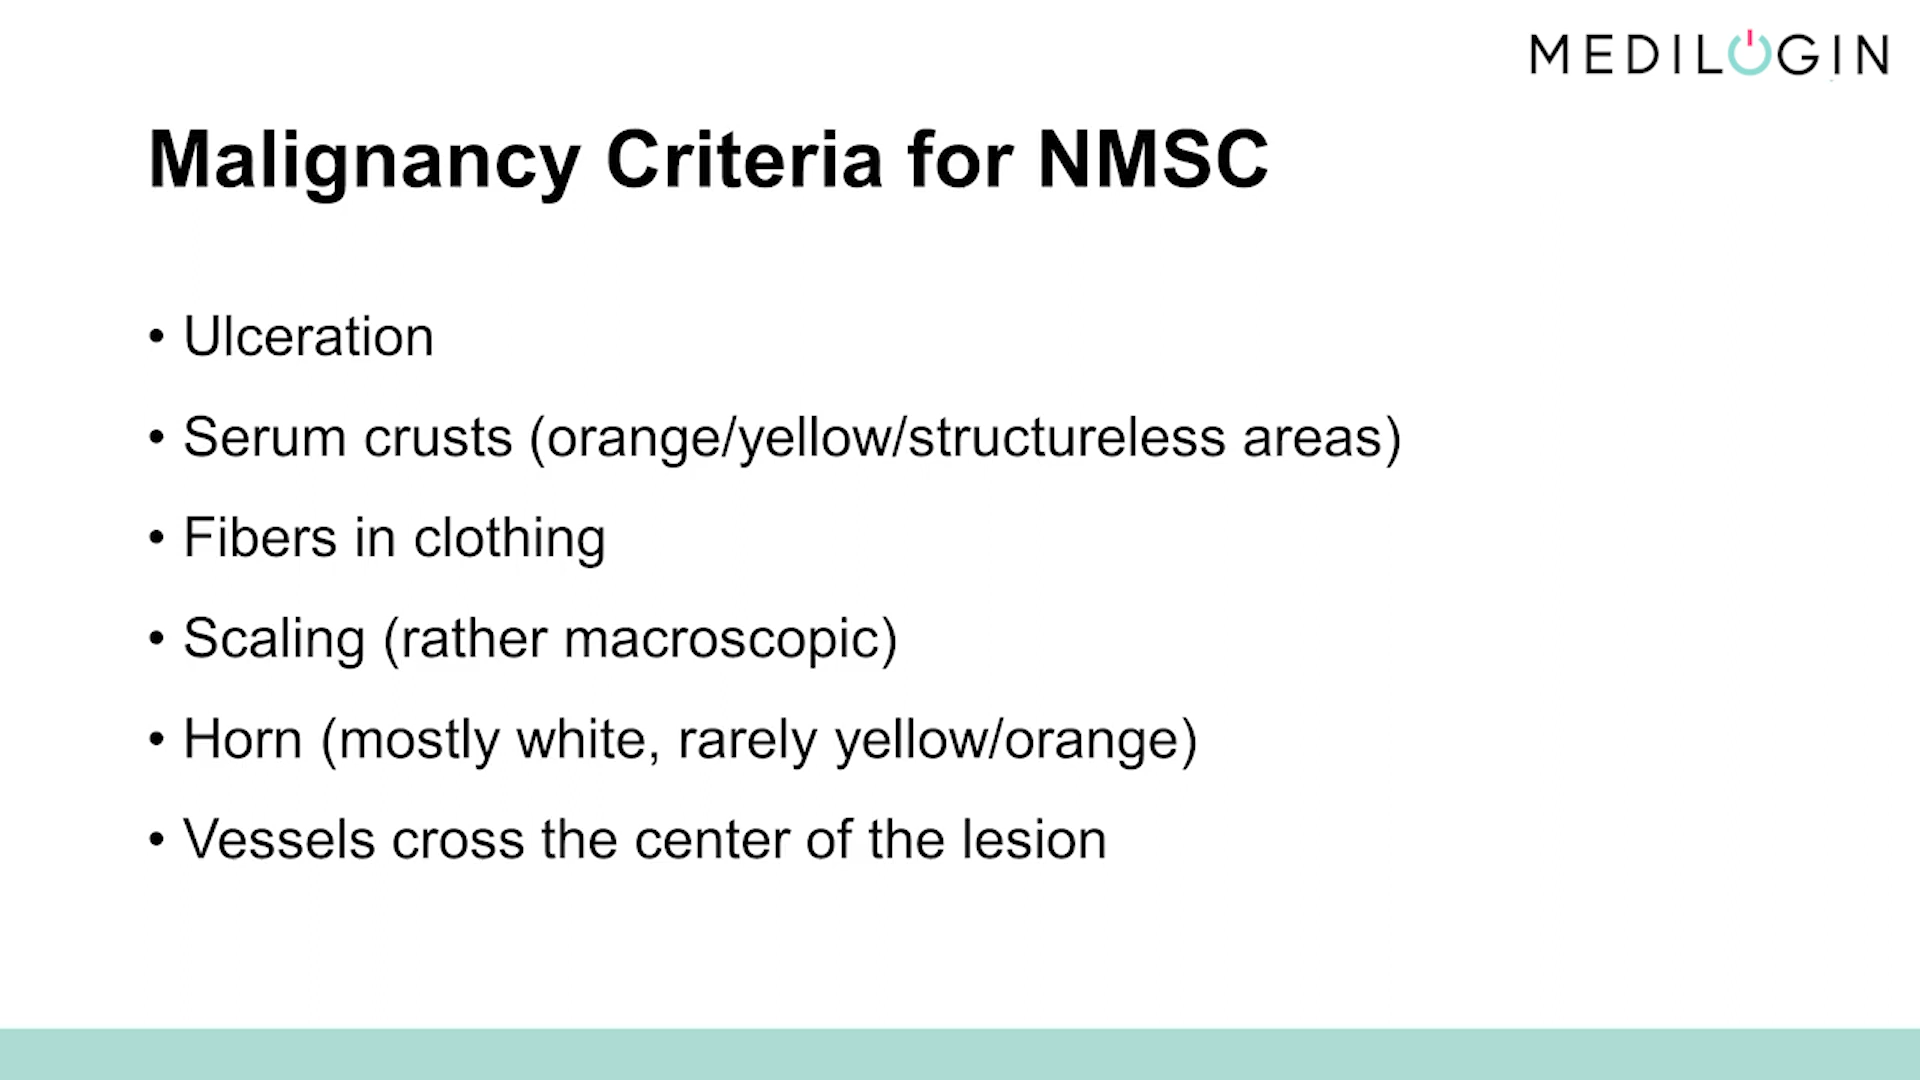 MEDILOGIN
Malignancy Criteria for NMSC
• Ulceration
• Serum crusts (orange/yellow/structureless areas)
• Fibers in clothing
• Scaling (rather macroscopic)
• Horn (mostly white, rarely yellow/orange)
• Vessels cross the center of the lesion